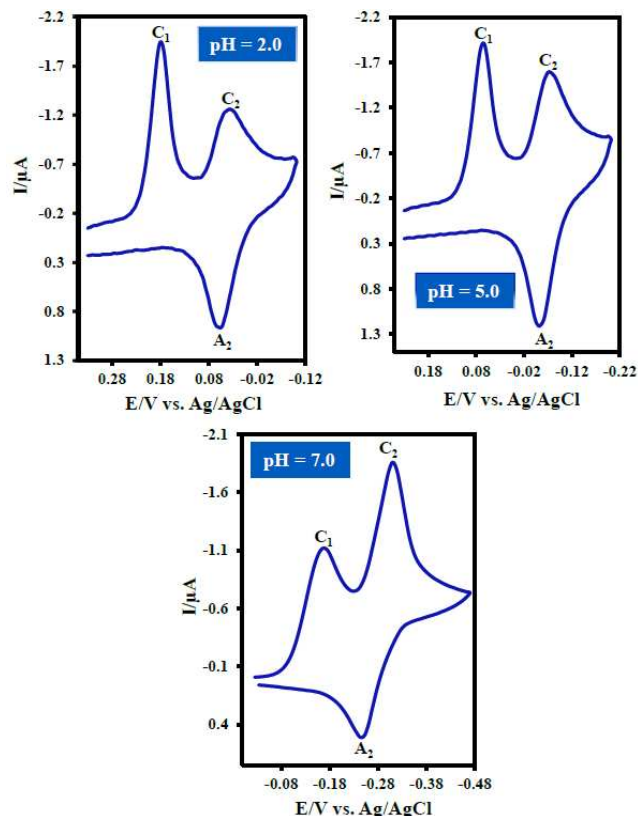 pH = 2.0
C1
C2
A2
I/µA
-2.2
-1.7
-1.2
-0.7
-0.2
0.3
0.8
1.3
0.28 0.18 0.08 -0.02 -0.12
E/V vs. Ag/AgCl
pH = 5.0
C1
C2
A2
I/µA
-2.2
-1.7
-1.2
-0.7
-0.2
0.3
0.8
1.3
0.18 0.08 -0.02 -0.12 -0.22
E/V vs. Ag/AgCl
pH = 7.0
C1
C2
A2
I/µA
-2.1
-1.6
-1.1
-0.6
-0.1
0.4
-0.08 -0.18 -0.28 -0.38 -0.48
E/V vs. Ag/AgCl